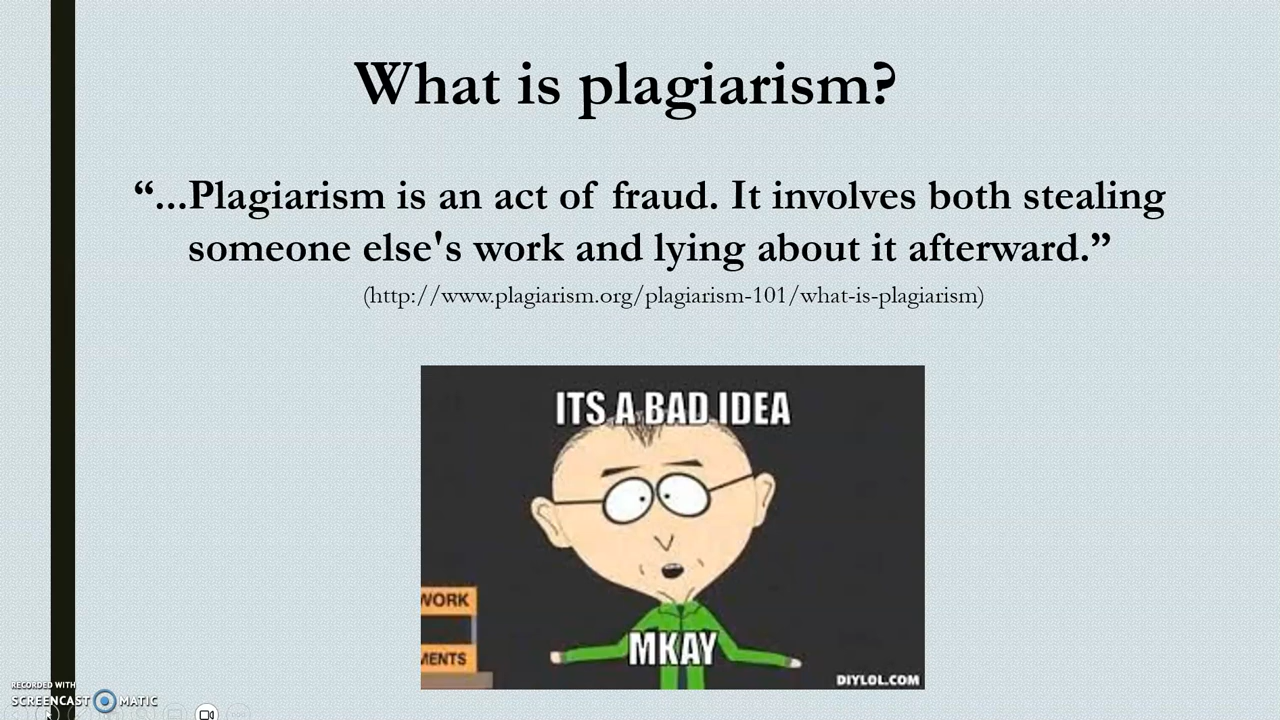 What is plagiarism?
“...Plagiarism is an act of fraud. It involves both stealing
someone else's work and lying about it afterward.”
(http://www.plagiarism.org/plagiarism-101/what-is-plagiarism)
ITS A BAD IDEA
WORK
MKAY
MENTS
DIYLOL.COM
RECORDED WITH
SCREENCAST MATIC